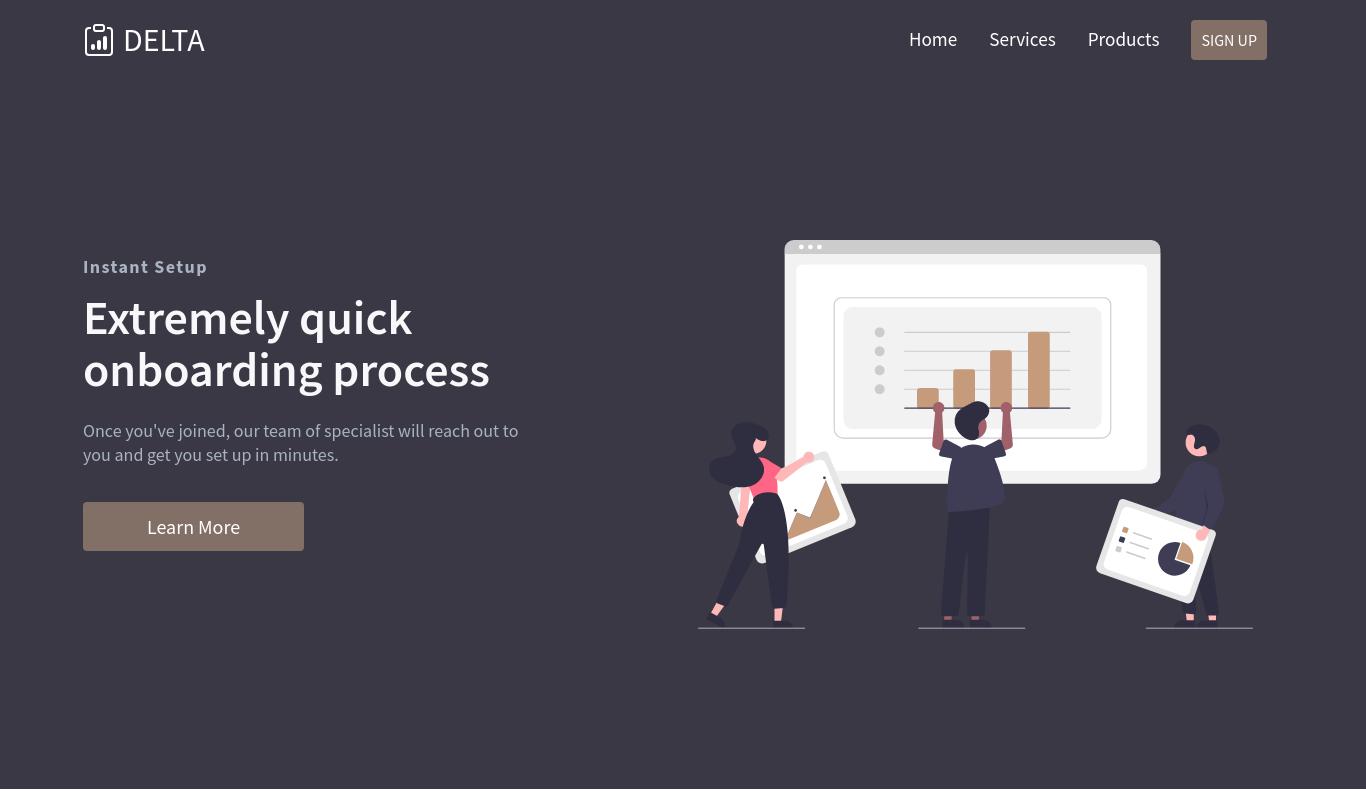 DELTA
Home Services Products SIGN UP
Instant Setup
Extremely quick
onboarding process
Once you've joined, our team of specialist will reach out to
you and get you set up in minutes.
Learn More